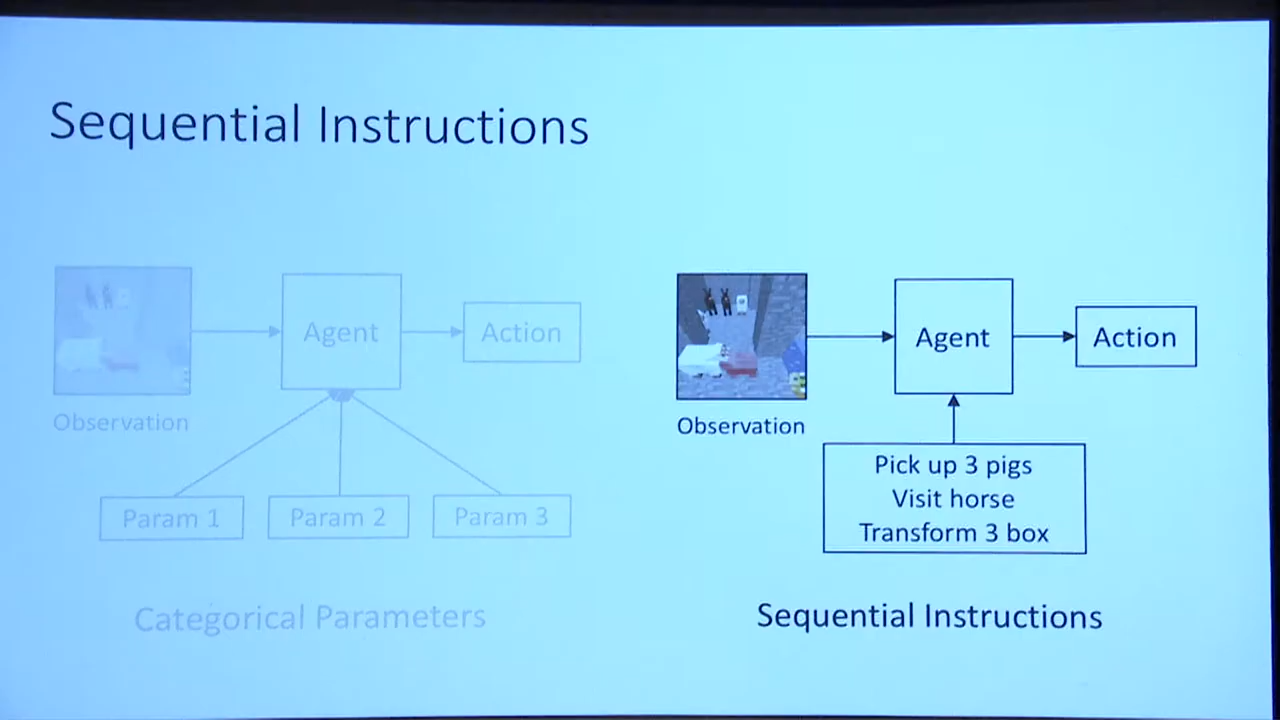 Sequential Instructions
Observation
Agent
Action
Param 1
Param 2
Param 3
Categorical Parameters
Observation
Agent
Action
Pick up 3 pigs
Visit horse
Transform 3 box
Sequential Instructions